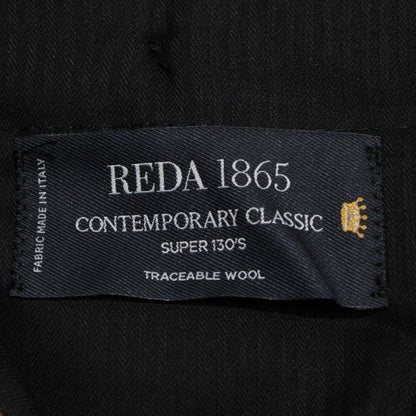 REDA 1865
CONTEMPORARY CLASSIC
SUPER 130'S
TRACEABLE WOOL
FABRIC MADE IN ITALY